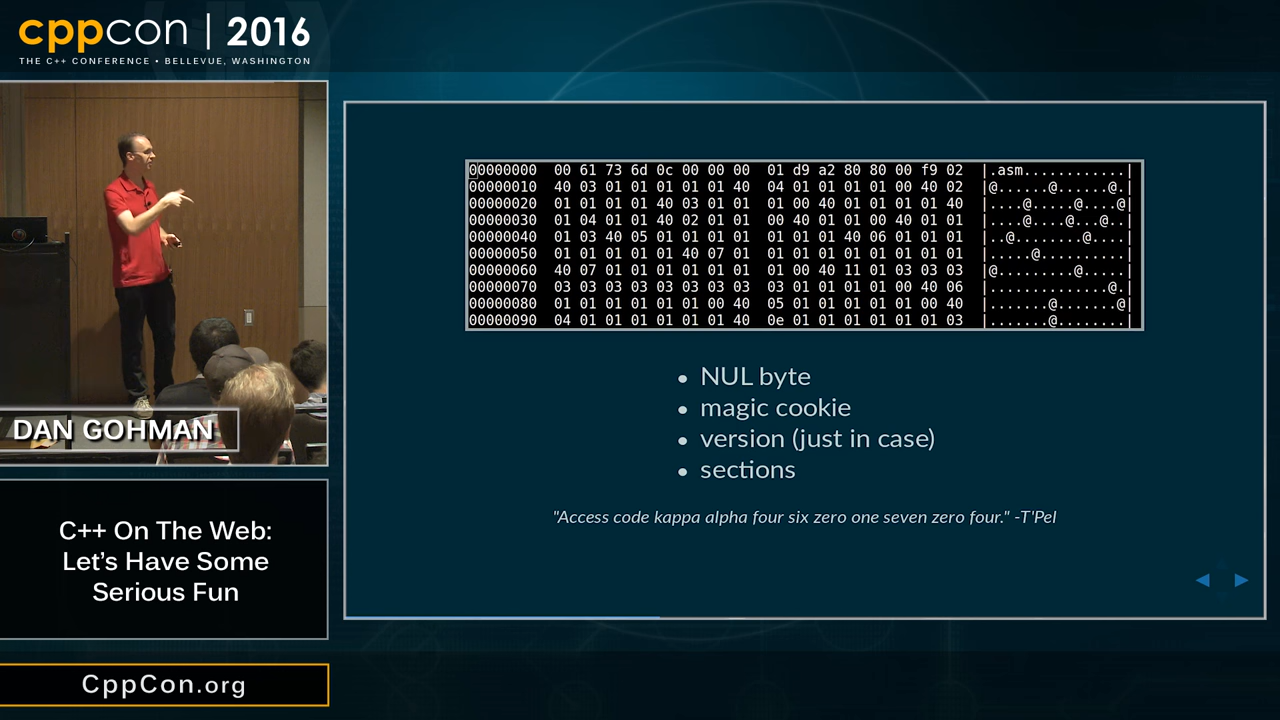 cppcon | 2016
THE C++ CONFERENCE • BELLEVUE, WASHINGTON
DAN GOHMAN
C++ On The Web:
Let's Have Some
Serious Fun
CppCon.org
00000000  00 61 73 6d 0c 00 00 00  01 d9 a2 80 80 00 f9 02  |.asm............|
00000010  40 03 01 01 01 01 01 40  04 01 01 01 01 00 40 02  |@......@......@.|
00000020  01 01 01 01 40 03 01 01  01 00 40 01 01 01 01 40  |....@.....@....@|
00000030  01 04 01 01 40 02 01 01  00 40 01 01 00 40 01 01  |....@....@...@..|
00000040  01 03 40 05 01 01 01 01  01 01 01 40 06 01 01 01  |..@........@....|
00000050  01 01 01 01 01 40 07 01  01 01 01 01 01 01 01 01  |.....@..........|
00000060  40 07 01 01 01 01 01 01  01 00 40 11 01 03 03 03  |@.........@.....|
00000070  03 03 03 03 03 03 03 03  03 01 01 01 01 00 40 06  |..............@.|
00000080  01 01 01 01 01 01 00 40  05 01 01 01 01 01 00 40  |.......@.......@|
00000090  04 01 01 01 01 01 01 40  0e 01 01 01 01 01 01 03  |.......@........|
• NUL byte
• magic cookie
• version (just in case)
• sections
"Access code kappa alpha four six zero one seven zero four." -T'Pel